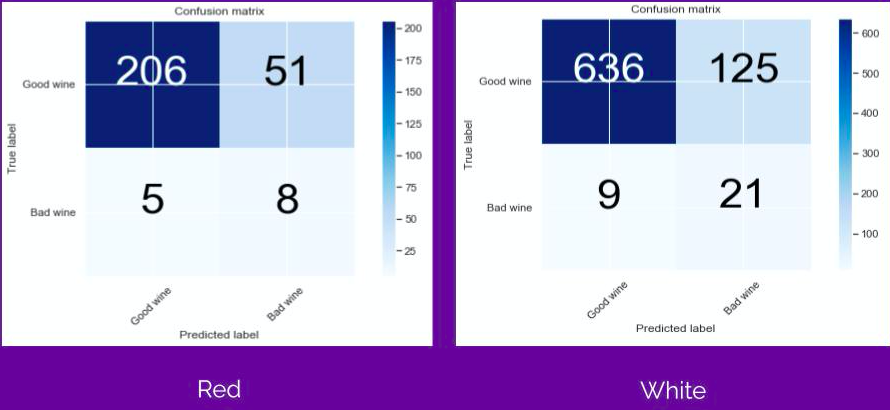 Confusion matrix
Good wine
206
51
Bad wine
5
8
True label
Good wine
Bad wine
Predicted label
200
175
150
125
100
75
50
25
Red
Confusion matrix
Good wine
636
125
Bad wine
9
21
True label
Good wine
Bad wine
Predicted label
600
500
400
300
200
100
White